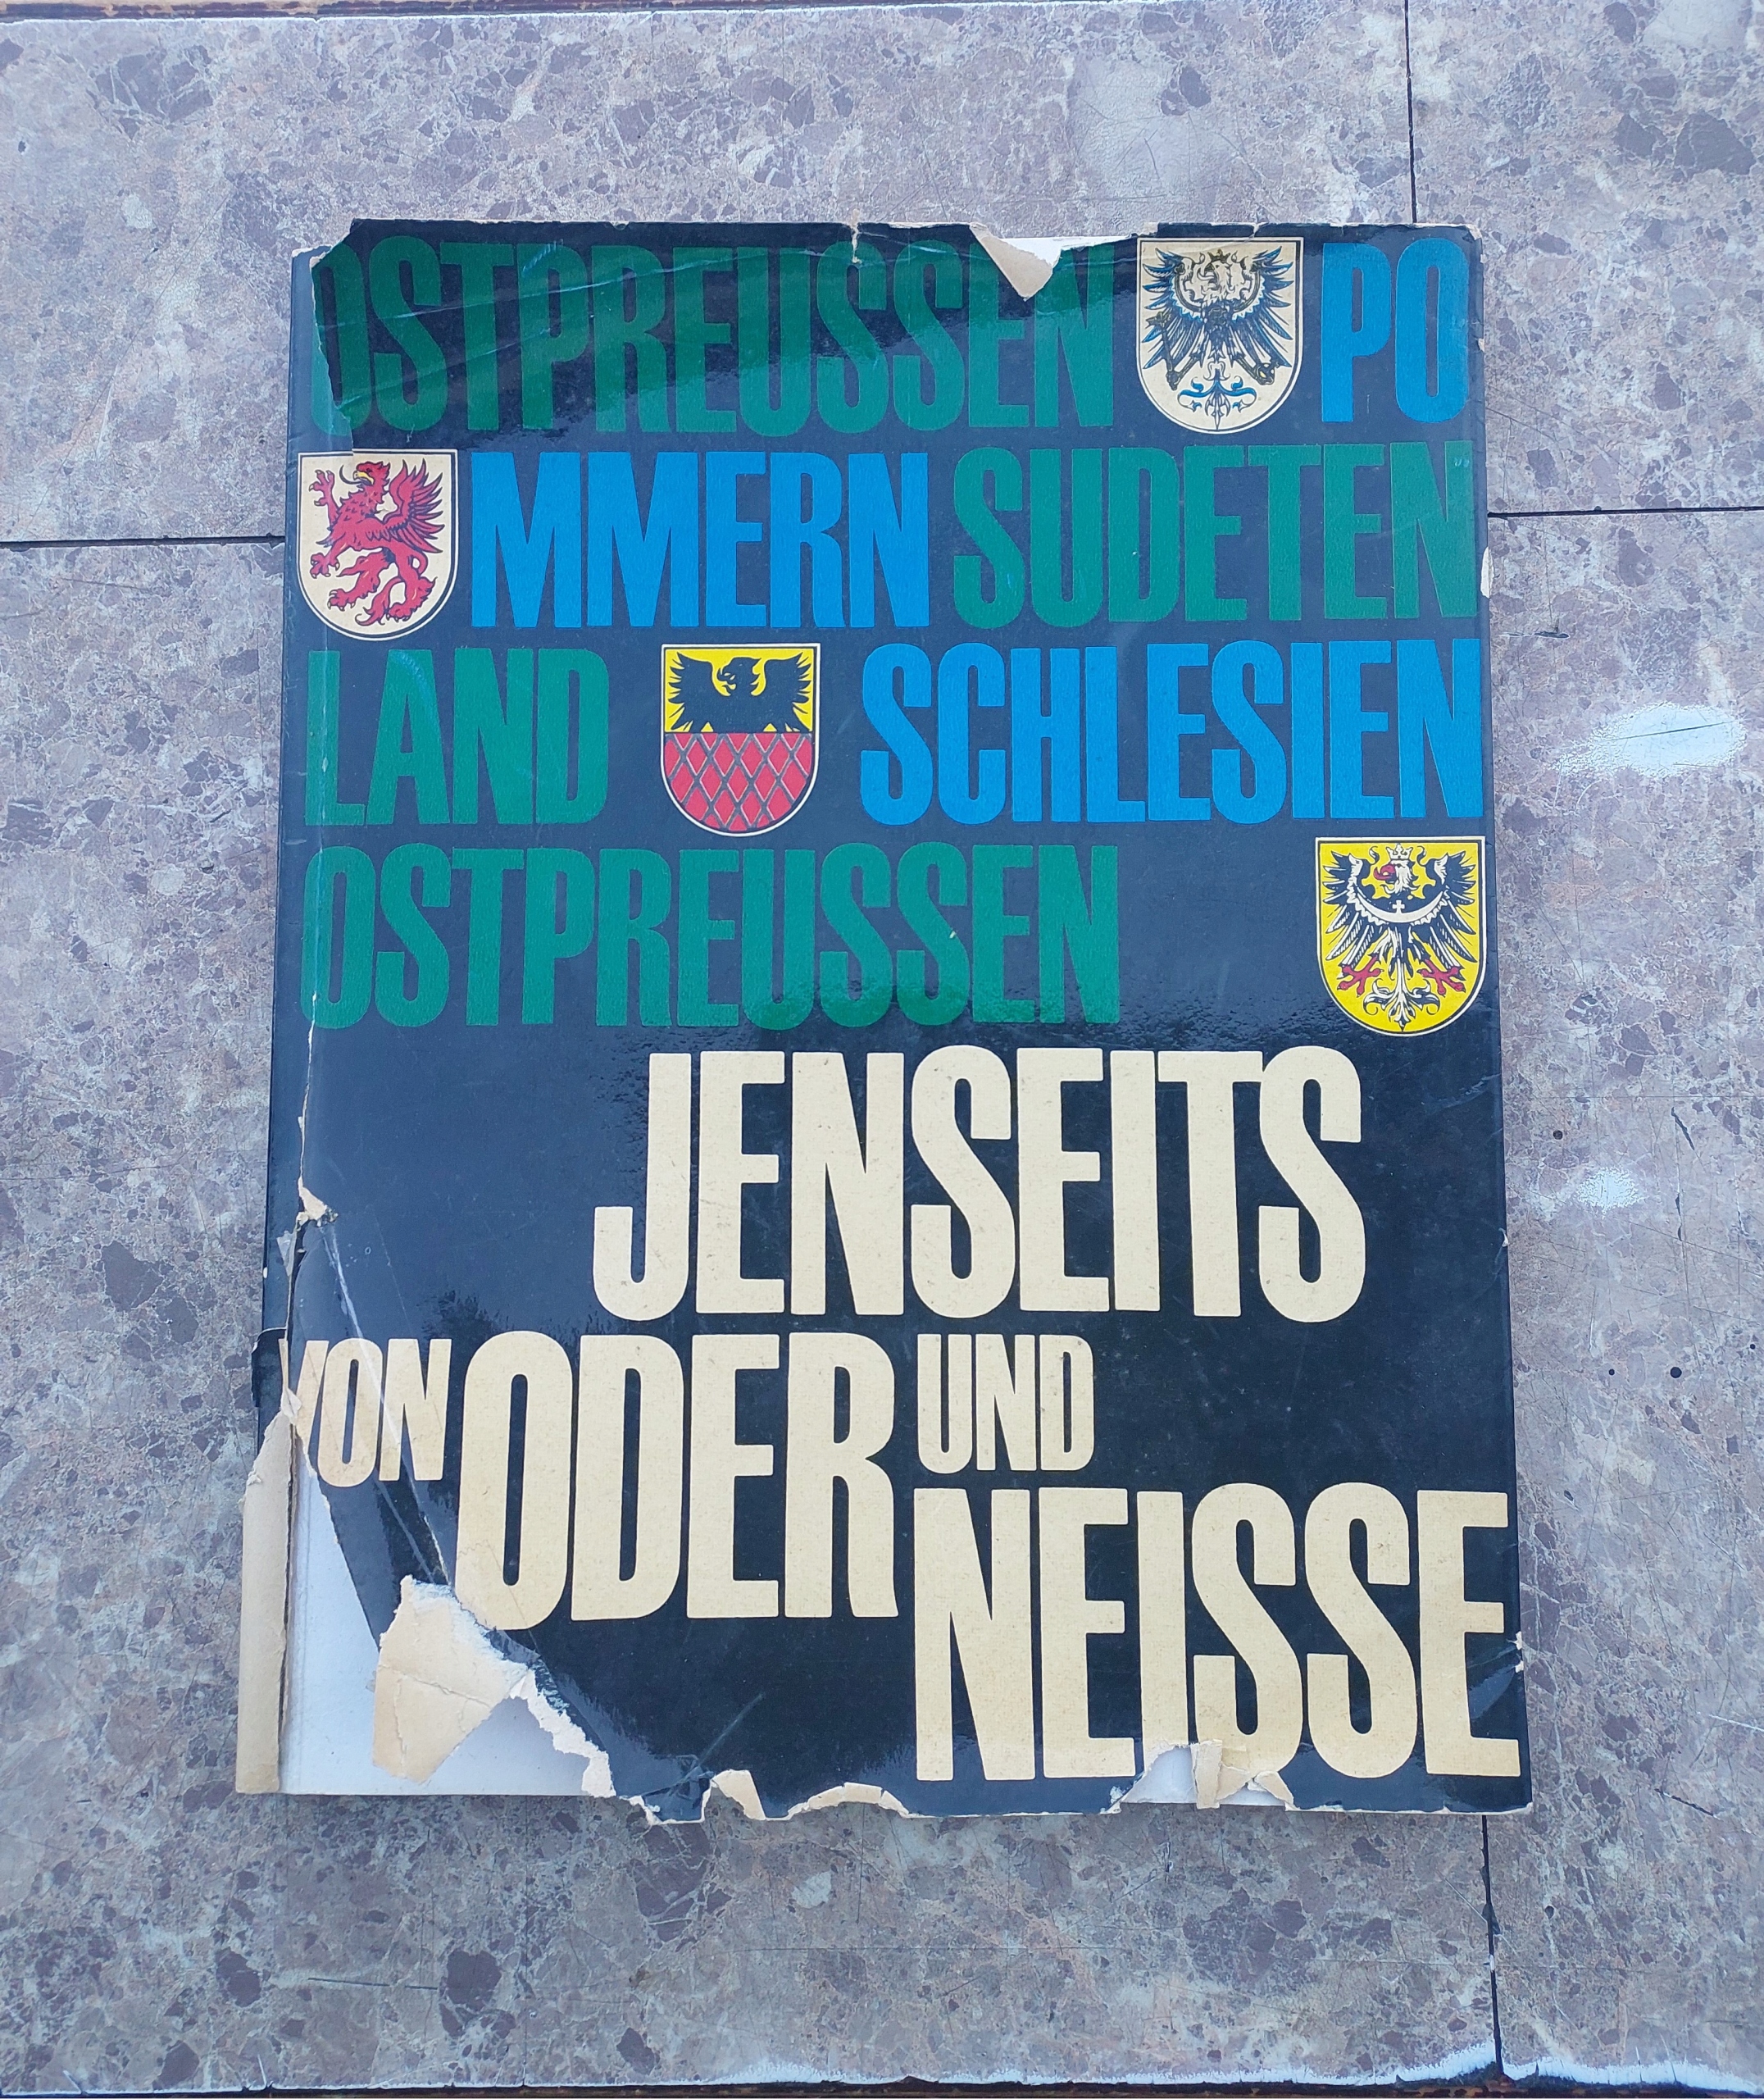 OSTPREUSSEN PO
MMERN SUDETEN
LAND SCHLESIEN
OSTPREUSSEN
JENSEITS
VON ODER UND
NEISSE